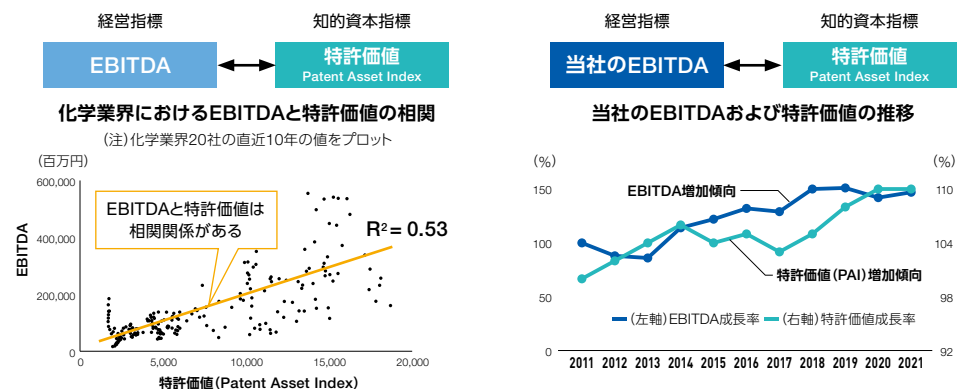 経営指標
知的資本指標
EBITDA
特許価値
Patent Asset Index
化学業界におけるEBITDAと特許価値の相関
(注)化学業界20社の直近10年の値をプロット
(百万円)
600,000
400,000
200,000
0
EBITDA
EBITDAと特許価値は
相関関係がある
R²= 0.53
0
5,000
10,000
15,000
20,000
特許価値(Patent Asset Index)
経営指標
知的資本指標
当社のEBITDA
特許価値
Patent Asset Index
当社のEBITDAおよび特許価値の推移
(%)
(%)
150
100
50
0
110
104
98
92
EBITDA増加傾向
特許価値(PAI)増加傾向
(左軸)EBITDA成長率
(右軸)特許価値成長率
2011 2012 2013 2014 2015 2016 2017 2018 2019 2020 2021